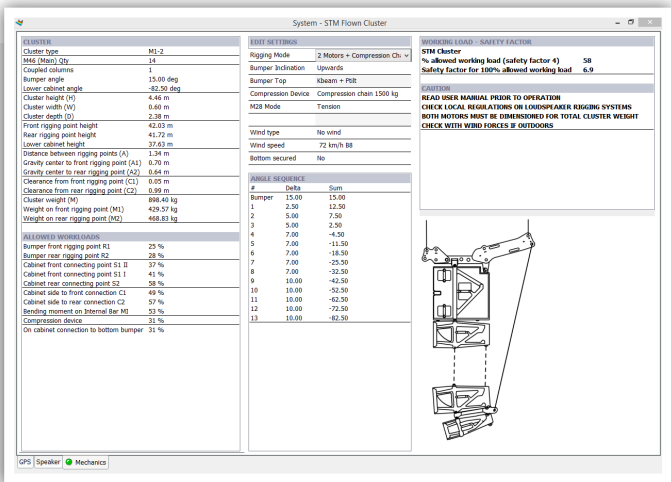 System - STM Flown Cluster
CLUSTER
Cluster type M1-2
M46 (Main) Qty 14
Coupled columns 1
Bumper angle 15.00 deg
Lower cabinet angle -82.50 deg
Cluster height (H) 4.46 m
Cluster width (W) 0.60 m
Cluster depth (D) 2.38 m
Front rigging point height 42.03 m
Rear rigging point height 41.72 m
Lower cabinet height 37.63 m
Distance between rigging points (A) 1.34 m
Gravity center to front rigging point (A1) 0.70 m
Gravity center to rear rigging point (A2) 0.64 m
Clearance from front rigging point (C1) 0.05 m
Clearance from rear rigging point (C2) 0.99 m
Cluster weight (M) 898.40 kg
Weight on front rigging point (M1) 429.57 kg
Weight on rear rigging point (M2) 468.83 kg
ALLOWED WORKLOADS
Bumper front rigging point R1 25 %
Bumper rear rigging point R2 28 %
Cabinet front connecting point S1 II 37 %
Cabinet front connecting point S1 I 41 %
Cabinet rear connecting point S2 58 %
Cabinet side to front connection C1 49 %
Cabinet side to rear connection C2 57 %
Bending moment on Internal Bar MI 53 %
Compression device 31 %
On cabinet connection to bottom bumper 31 %
EDIT SETTINGS
Rigging Mode 2 Motors + Compression Ch
Bumper Inclination Upwards
Bumper Top Kbeam + Ptilt
Compression Device Compression chain 1500 kg
M28 Mode Tension
Wind type No wind
Wind speed 72 km/h B8
Bottom secured No
ANGLE SEQUENCE
# Delta Sum
Bumper 15.00 15.00
1 2.50 12.50
2 5.00 7.50
3 5.00 2.50
4 7.00 -4.50
5 7.00 -11.50
6 7.00 -18.50
7 7.00 -25.50
8 7.00 -32.50
9 10.00 -42.50
10 10.00 -52.50
11 10.00 -62.50
12 10.00 -72.50
13 10.00 -82.50
WORKING LOAD - SAFETY FACTOR
STM Cluster
% allowed working load (safety factor 4) 58
Safety factor for 100% allowed working load 6.9
CAUTION
READ USER MANUAL PRIOR TO OPERATION
CHECK LOCAL REGULATIONS ON LOUDSPEAKER RIGGING SYSTEMS
BOTH MOTORS MUST BE DIMENSIONED FOR TOTAL CLUSTER WEIGHT
CHECK WITH WIND FORCES IF OUTDOORS
GPS Speaker Mechanics